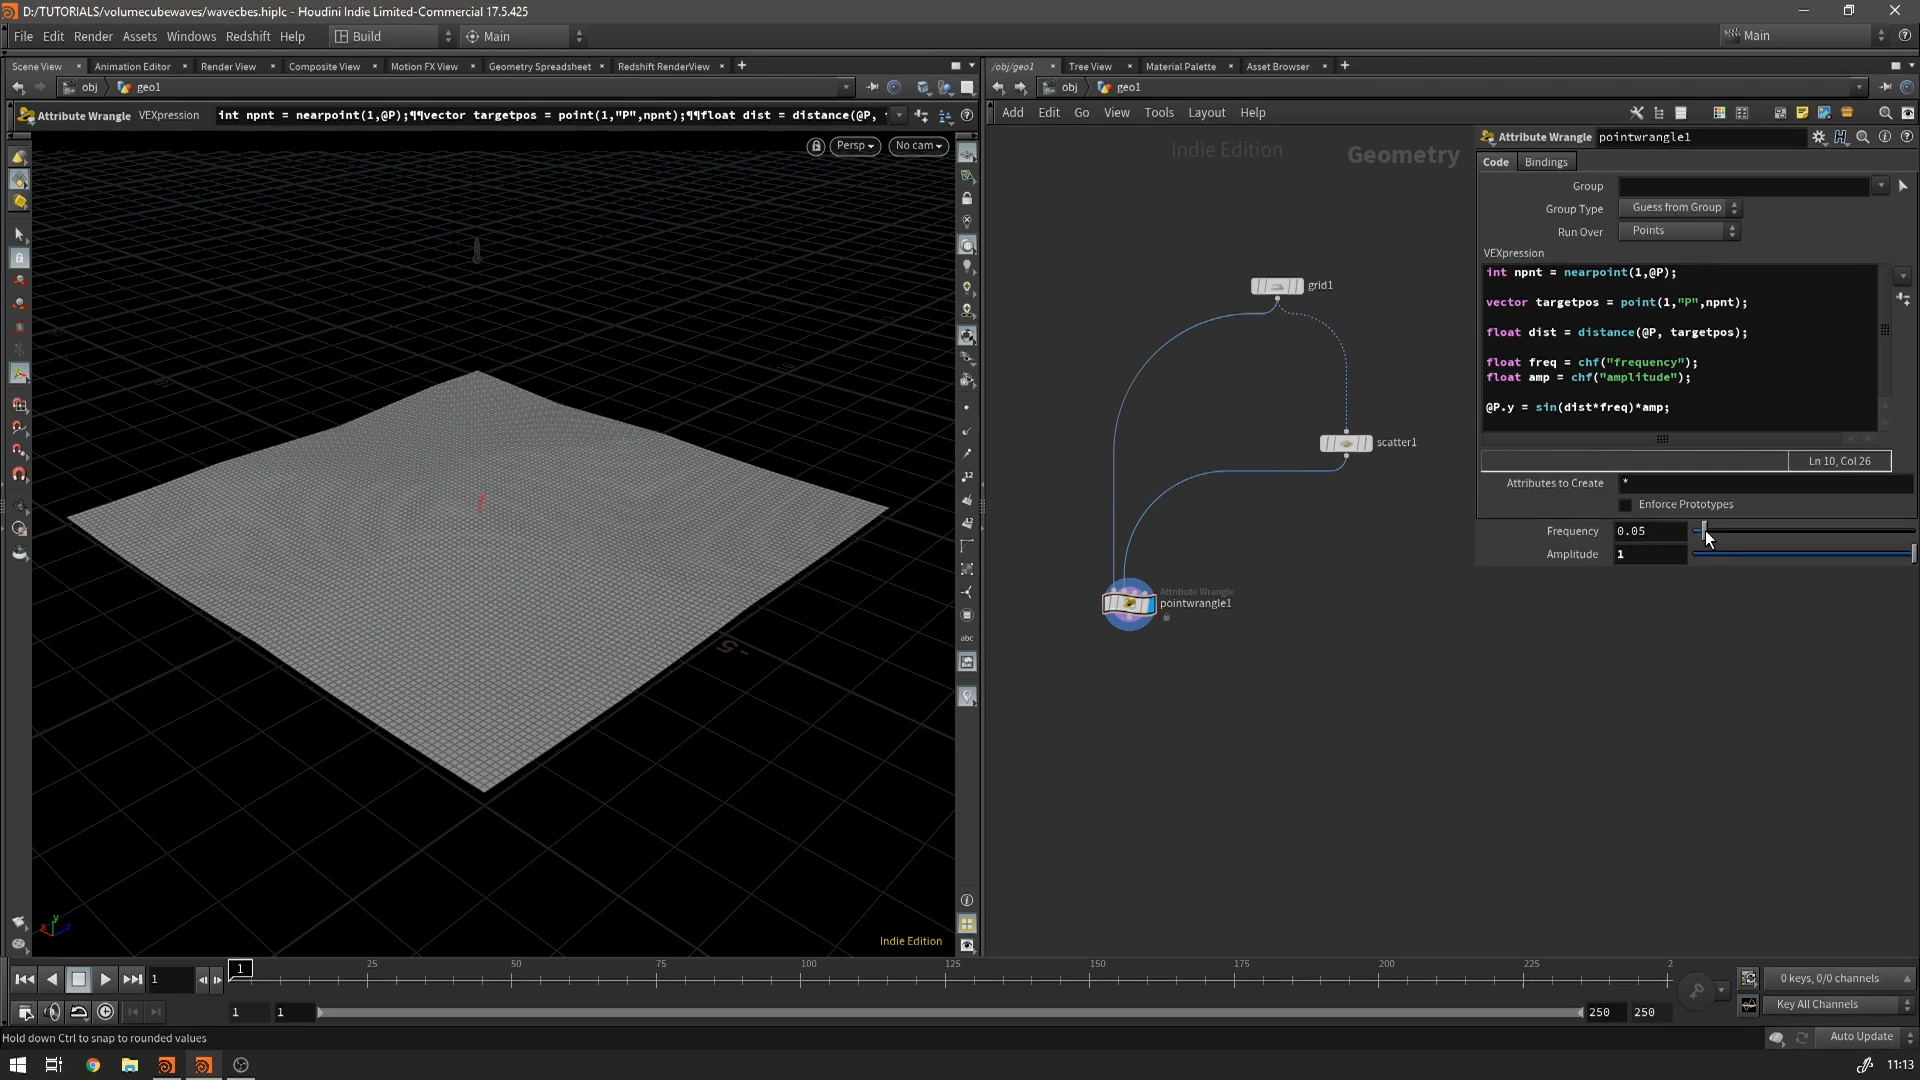 D:/TUTORIALS/volumecubewaves/wavecbes.hiplc - Houdini Indie Limited-Commercial 17.5.425
File Edit Render Assets Windows Redshift Help Build Main Main
Scene View Animation Editor Render View Composite View Motion FX View Geometry Spreadsheet Redshift RenderView
/obj/geo1 Tree View Material Palette Asset Browser
obj geo1
obj geo1
Attribute Wrangle VEXpression int npnt = nearpoint(1,@P);¶¶vector targetpos = point(1,"P",npnt);¶¶float dist = distance(@P,
Add Edit Go View Tools Layout Help
Persp No cam
Indie Edition
Geometry
Attribute Wrangle pointwrangle1
Code Bindings
Group
Group Type Guess from Group
Run Over Points
VEXpression
int npnt = nearpoint(1,@P);
vector targetpos = point(1,"P",npnt);
float dist = distance(@P, targetpos);
float freq = chf("frequency");
float amp = chf("amplitude");
@P.y = sin(dist*freq)*amp;
Ln 10, Col 26
Attributes to Create *
Enforce Prototypes
Frequency 0.05
Amplitude 1
grid1
scatter1
Attribute Wrangle
pointwrangle1
abc
Indie Edition
1 1 25 50 75 100 125 150 175 200 225 2
0 keys, 0/0 channels
1 1 250 250
Key All Channels
Hold down Ctrl to snap to rounded values
Auto Update
11:13